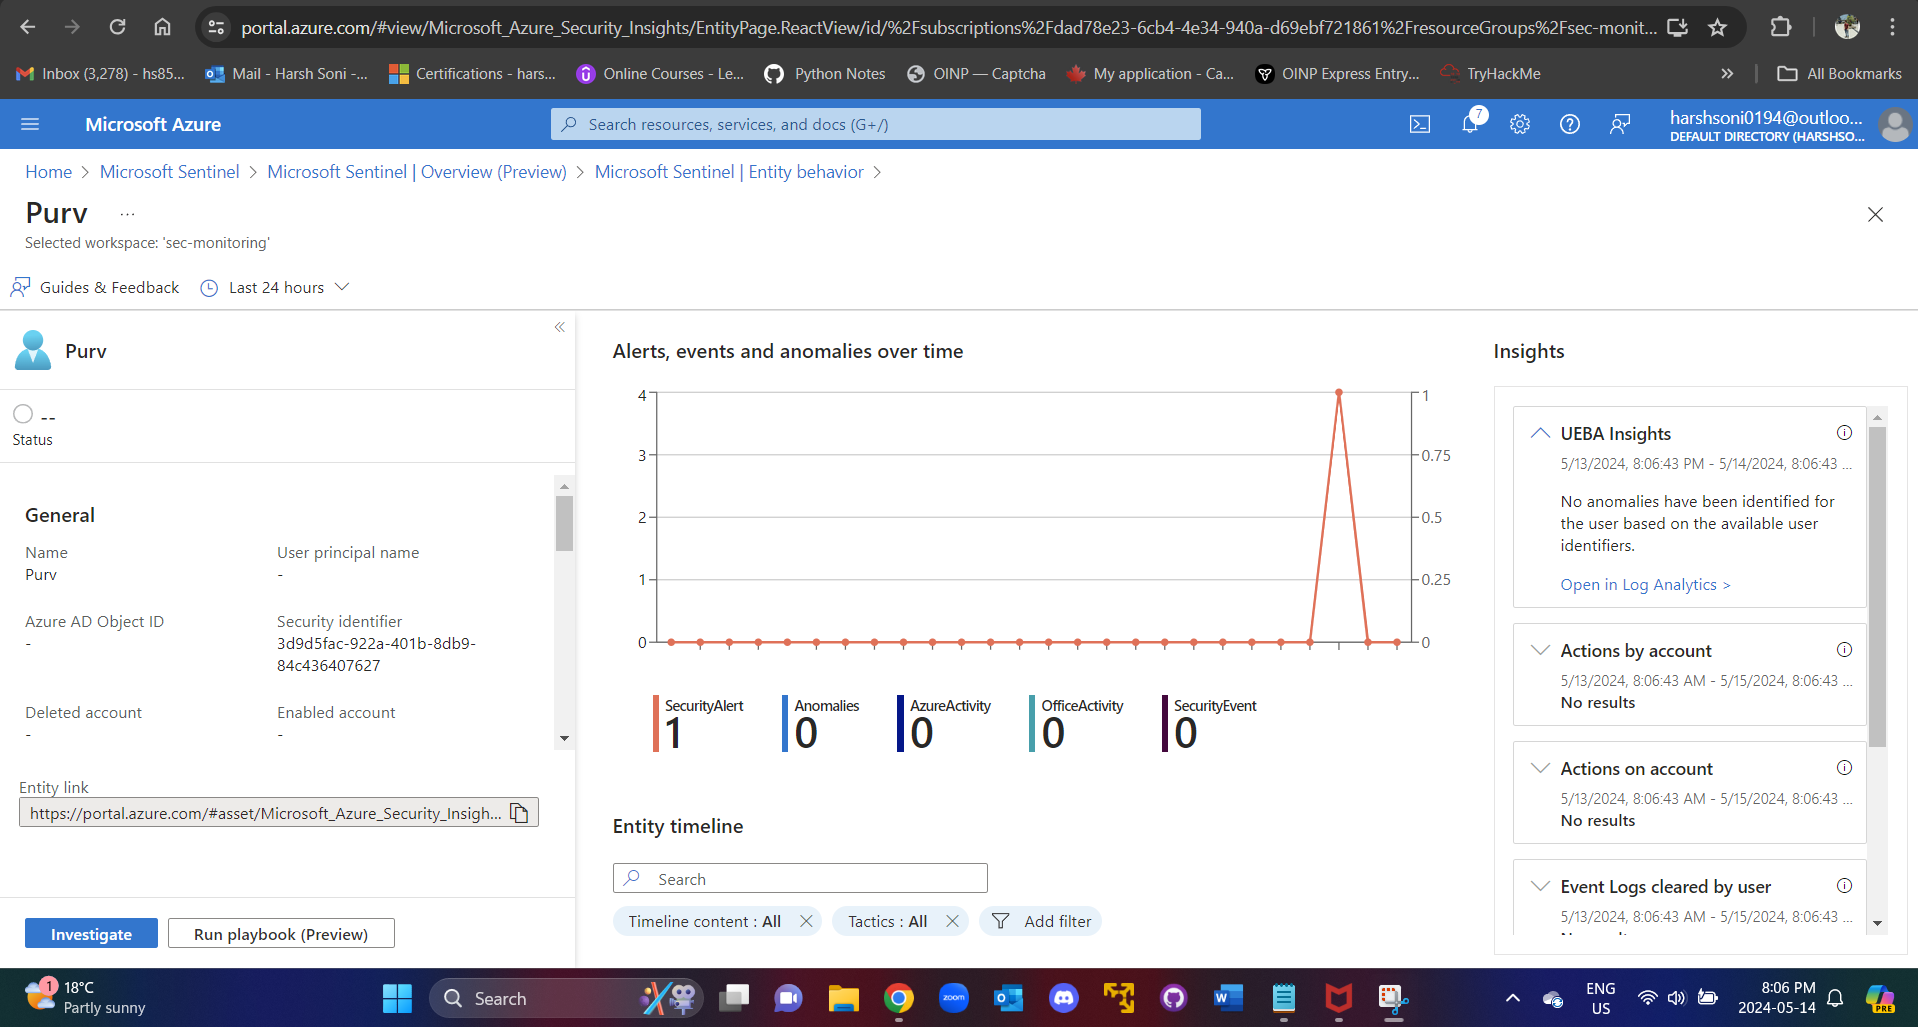 portal.azure.com/#view/Microsoft_Azure_Security_Insights/EntityPage.ReactView/id/%2Fsubscriptions%2Fdad78e23-6cb4-4e34-940a-d69ebf721861%2FresourceGroups%2Fsec-monit...
Inbox (3,278) - hs85...
Mail - Harsh Soni -...
Certifications - hars...
Online Courses - Le...
Python Notes
OINP — Captcha
My application - Ca...
OINP Express Entry...
TryHackMe
All Bookmarks
Microsoft Azure
Search resources, services, and docs (G+/)
7
harshsoni0194@outloo...
DEFAULT DIRECTORY (HARSHSO...
Home > Microsoft Sentinel > Microsoft Sentinel | Overview (Preview) > Microsoft Sentinel | Entity behavior >
Purv ...
Selected workspace: 'sec-monitoring'
Guides & Feedback
Last 24 hours
Purv
--
Status
General
Name
User principal name
Purv
-
Azure AD Object ID
Security identifier
-
3d9d5fac-922a-401b-8db9-
84c436407627
Deleted account
Enabled account
-
-
Entity link
https://portal.azure.com/#asset/Microsoft_Azure_Security_Insigh...
Investigate
Run playbook (Preview)
Alerts, events and anomalies over time
4
3
2
1
0
1
0.75
0.5
0.25
0
SecurityAlert
1
Anomalies
0
AzureActivity
0
OfficeActivity
0
SecurityEvent
0
Entity timeline
Search
Timeline content : All
Tactics : All
Add filter
Insights
UEBA Insights
5/13/2024, 8:06:43 PM - 5/14/2024, 8:06:43 ...
No anomalies have been identified for
the user based on the available user
identifiers.
Open in Log Analytics >
Actions by account
5/13/2024, 8:06:43 AM - 5/15/2024, 8:06:43 ...
No results
Actions on account
5/13/2024, 8:06:43 AM - 5/15/2024, 8:06:43 ...
No results
Event Logs cleared by user
5/13/2024, 8:06:43 AM - 5/15/2024, 8:06:43 ...
1
18°C
Partly sunny
Search
zoom
ENG
US
8:06 PM
2024-05-14
PRE